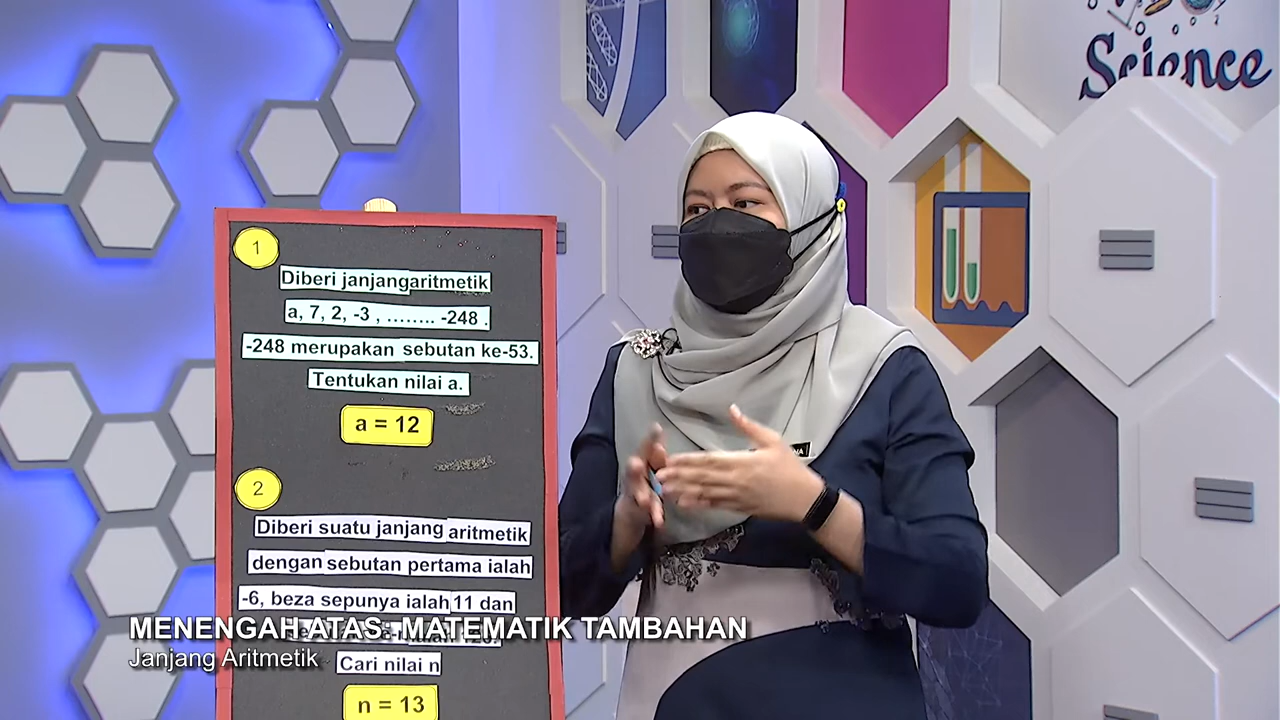 Science
1
Diberi janjang aritmetik
a, 7, 2, -3 , ........ -248 .
-248 merupakan sebutan ke-53.
Tentukan nilai a.
a = 12
2
Diberi suatu janjang aritmetik
dengan sebutan pertama ialah
-6, beza sepunya ialah 11 dan
Cari nilai n
n = 13
MENENGAH ATAS: MATEMATIK TAMBAHAN
Janjang Aritmetik